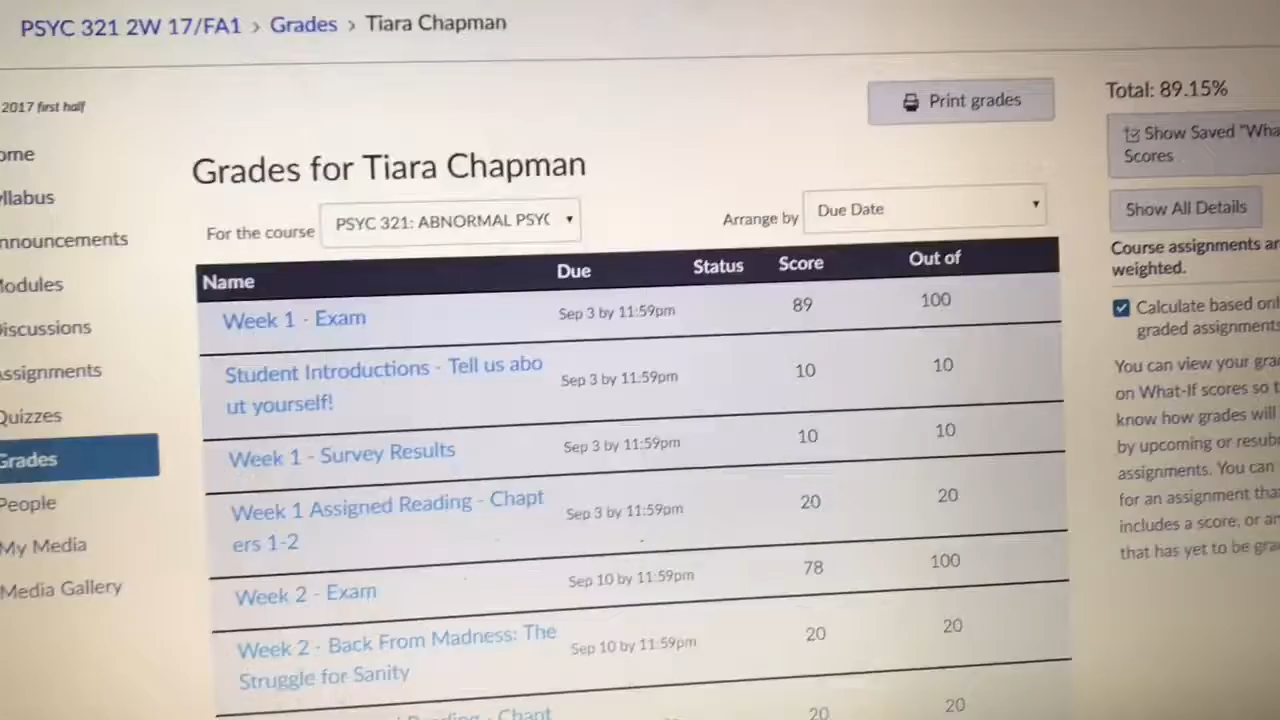 PSYC 321 2W 17/FA1 > Grades > Tiara Chapman
2017 first half
Print grades
Total: 89.15%
Show Saved "Wha
Scores
Show All Details
Course assignments ar
weighted.
Calculate based onl
graded assignments
You can view your gra
on What-If scores so t
know how grades will
by upcoming or resub
assignments. You can
for an assignment tha
includes a score, or an
that has yet to be gra
ome
yllabus
nnouncements
Modules
iscussions
ssignments
Quizzes
Grades
People
My Media
Media Gallery
Grades for Tiara Chapman
For the course PSYC 321: ABNORMAL PSYC Arrange by Due Date
Name Due Status Score Out of
Week 1 - Exam Sep 3 by 11:59pm 89 100
Student Introductions - Tell us abo
ut yourself! Sep 3 by 11:59pm 10 10
Week 1 - Survey Results Sep 3 by 11:59pm 10 10
Week 1 Assigned Reading - Chapt
ers 1-2 Sep 3 by 11:59pm 20 20
Week 2 - Exam Sep 10 by 11:59pm 78 100
Week 2 - Back From Madness: The
Struggle for Sanity Sep 10 by 11:59pm 20 20
Reading - Chapt 20 20